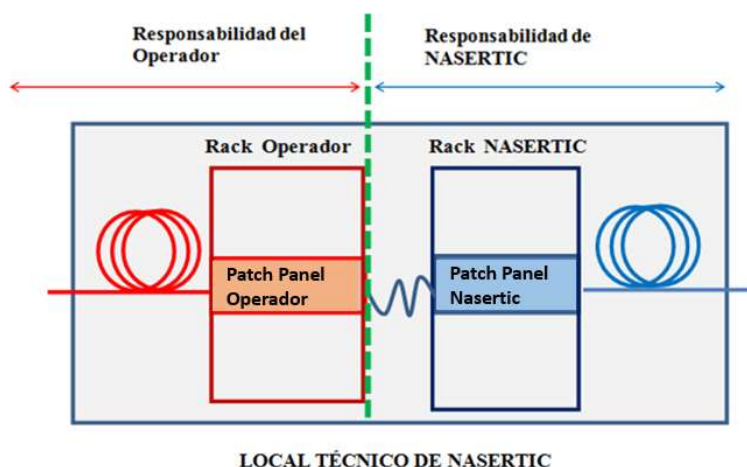 Responsabilidad del
Operador
Responsabilidad de
NASERTIC
Rack Operador
Rack NASERTIC
Patch Panel
Operador
Patch Panel
Nasertic
LOCAL TÉCNICO DE NASERTIC